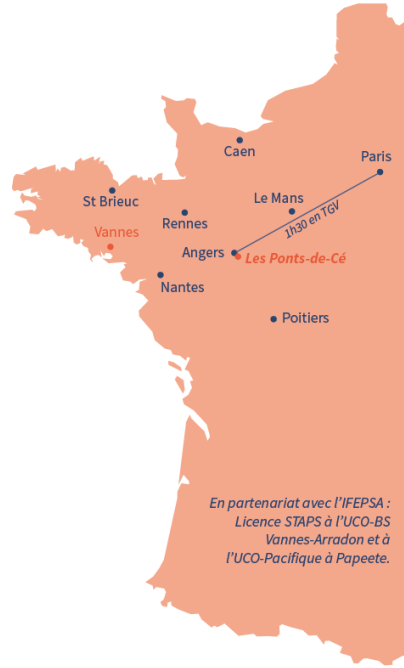 Caen
Paris
St Brieuc
Le Mans
Rennes
1h30 en TGV
Vannes
Angers
Les Ponts-de-Cé
Nantes
Poitiers
En partenariat avec l’IFEPSA :
Licence STAPS à l’UCO-BS
Vannes-Arradon et à
l’UCO-Pacifique à Papeete.